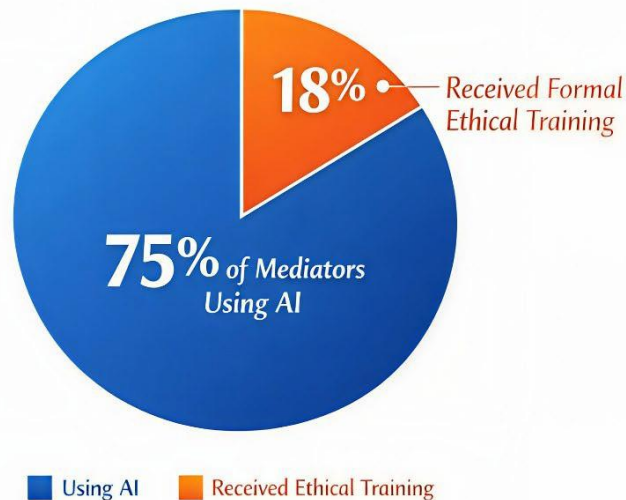 18%
Received Formal
Ethical Training
75% of Mediators
Using AI
Using AI
Received Ethical Training